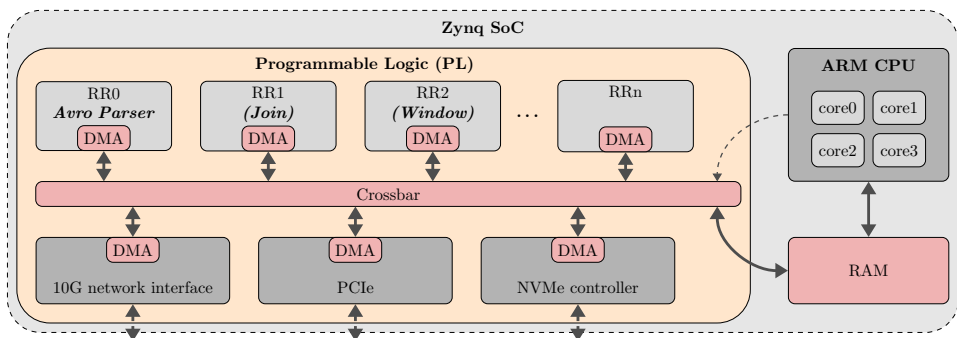 Zynq SoC
Programmable Logic (PL)
RR0
Avro Parser
DMA
RR1
(Join)
DMA
RR2
(Window)
DMA
...
RRn
DMA
ARM CPU
core0
core1
core2
core3
Crossbar
DMA
10G network interface
DMA
PCIe
DMA
NVMe controller
RAM